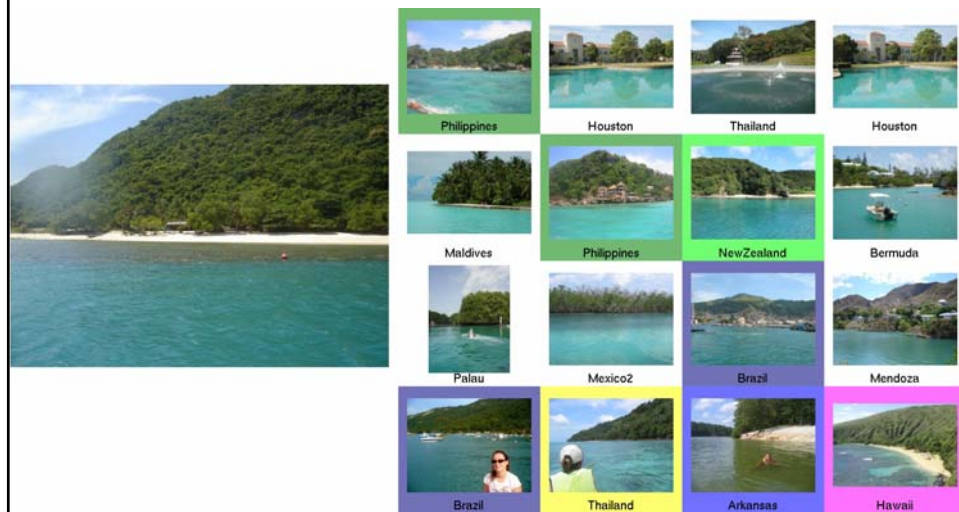 Philippines
Houston
Thailand
Houston
Maldives
Philippines
NewZealand
Bermuda
Palau
Mexico2
Brazil
Mendoza
Brazil
Thailand
Arkansas
Hawaii